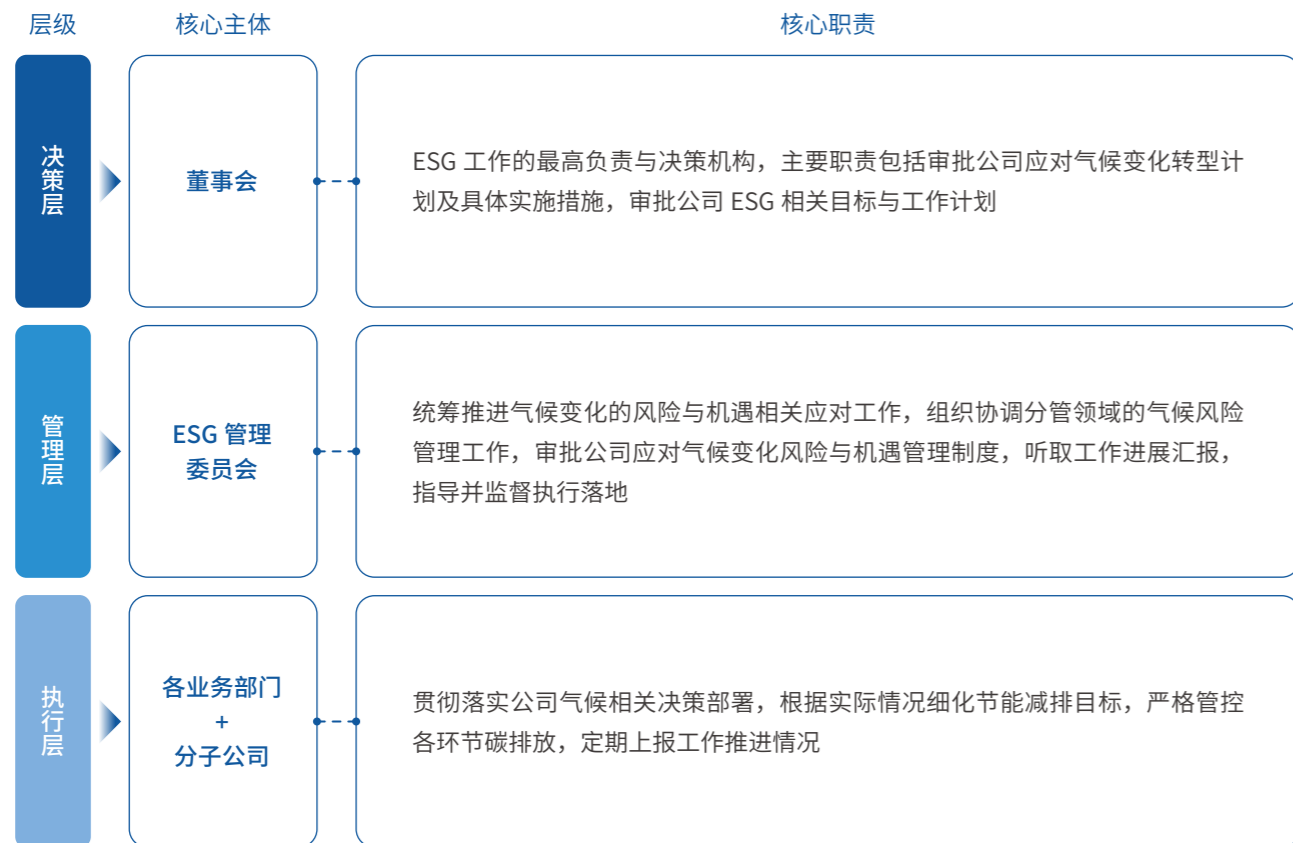 层级
核心主体
核心职责
决策层
董事会
ESG 工作的最高负责与决策机构，主要职责包括审批公司应对气候变化转型计
划及具体实施措施，审批公司 ESG 相关目标与工作计划
管理层
ESG 管理
委员会
统筹推进气候变化的风险与机遇相关应对工作，组织协调分管领域的气候风险
管理工作，审批公司应对气候变化风险与机遇管理制度，听取工作进展汇报，
指导并监督执行落地
执行层
各业务部门
+
分子公司
贯彻落实公司气候相关决策部署，根据实际情况细化节能减排目标，严格管控
各环节碳排放，定期上报工作推进情况